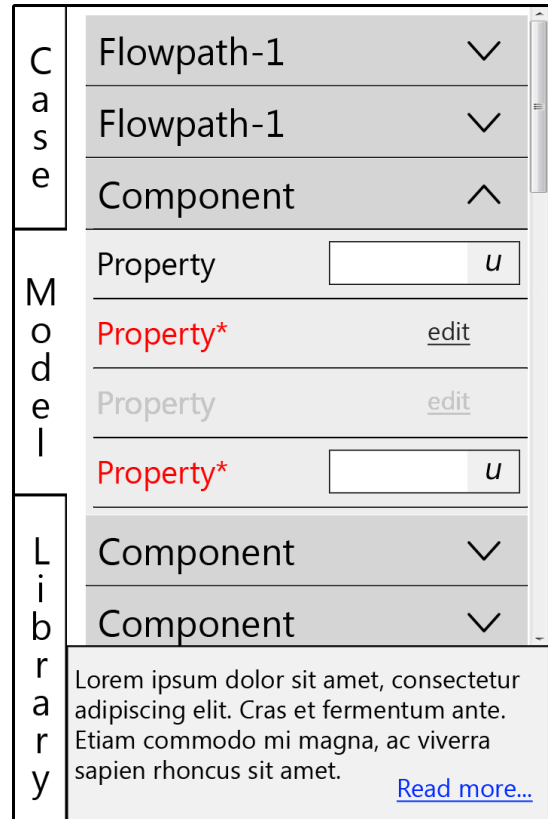 Case
Model
Library
Flowpath-1
Flowpath-1
Component
Property u
Property* edit
Property edit
Property* u
Component
Component
Lorem ipsum dolor sit amet, consectetur
adipiscing elit. Cras et fermentum ante.
Etiam commodo mi magna, ac viverra
sapien rhoncus sit amet.
Read more...